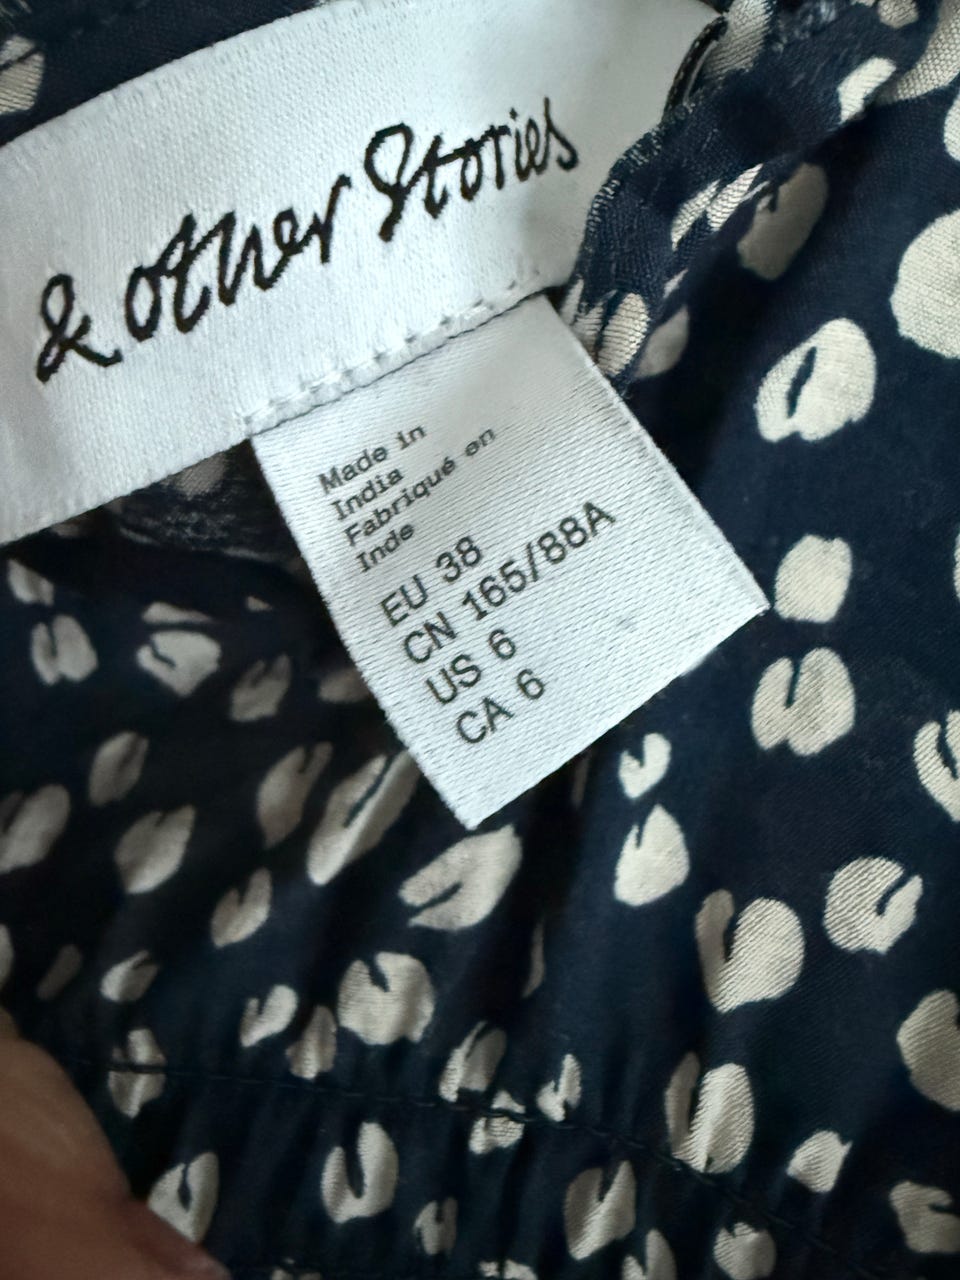 & Other Stories
Made in
India
Fabriqué en
Inde
EU 38
CN 165/88A
US 6
CA 6